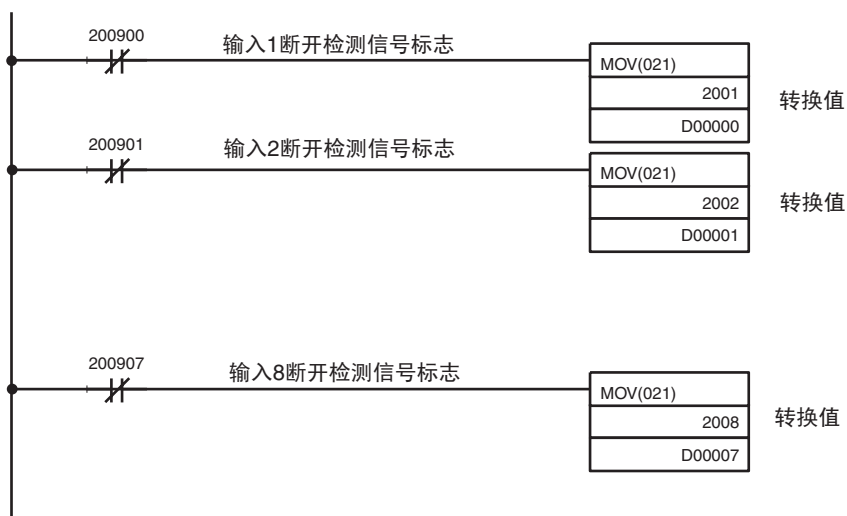 200900
输入1断开检测信号标志
MOV(021)
2001
转换值
D00000
200901
输入2断开检测信号标志
MOV(021)
2002
转换值
D00001
200907
输入8断开检测信号标志
MOV(021)
2008
转换值
D00007